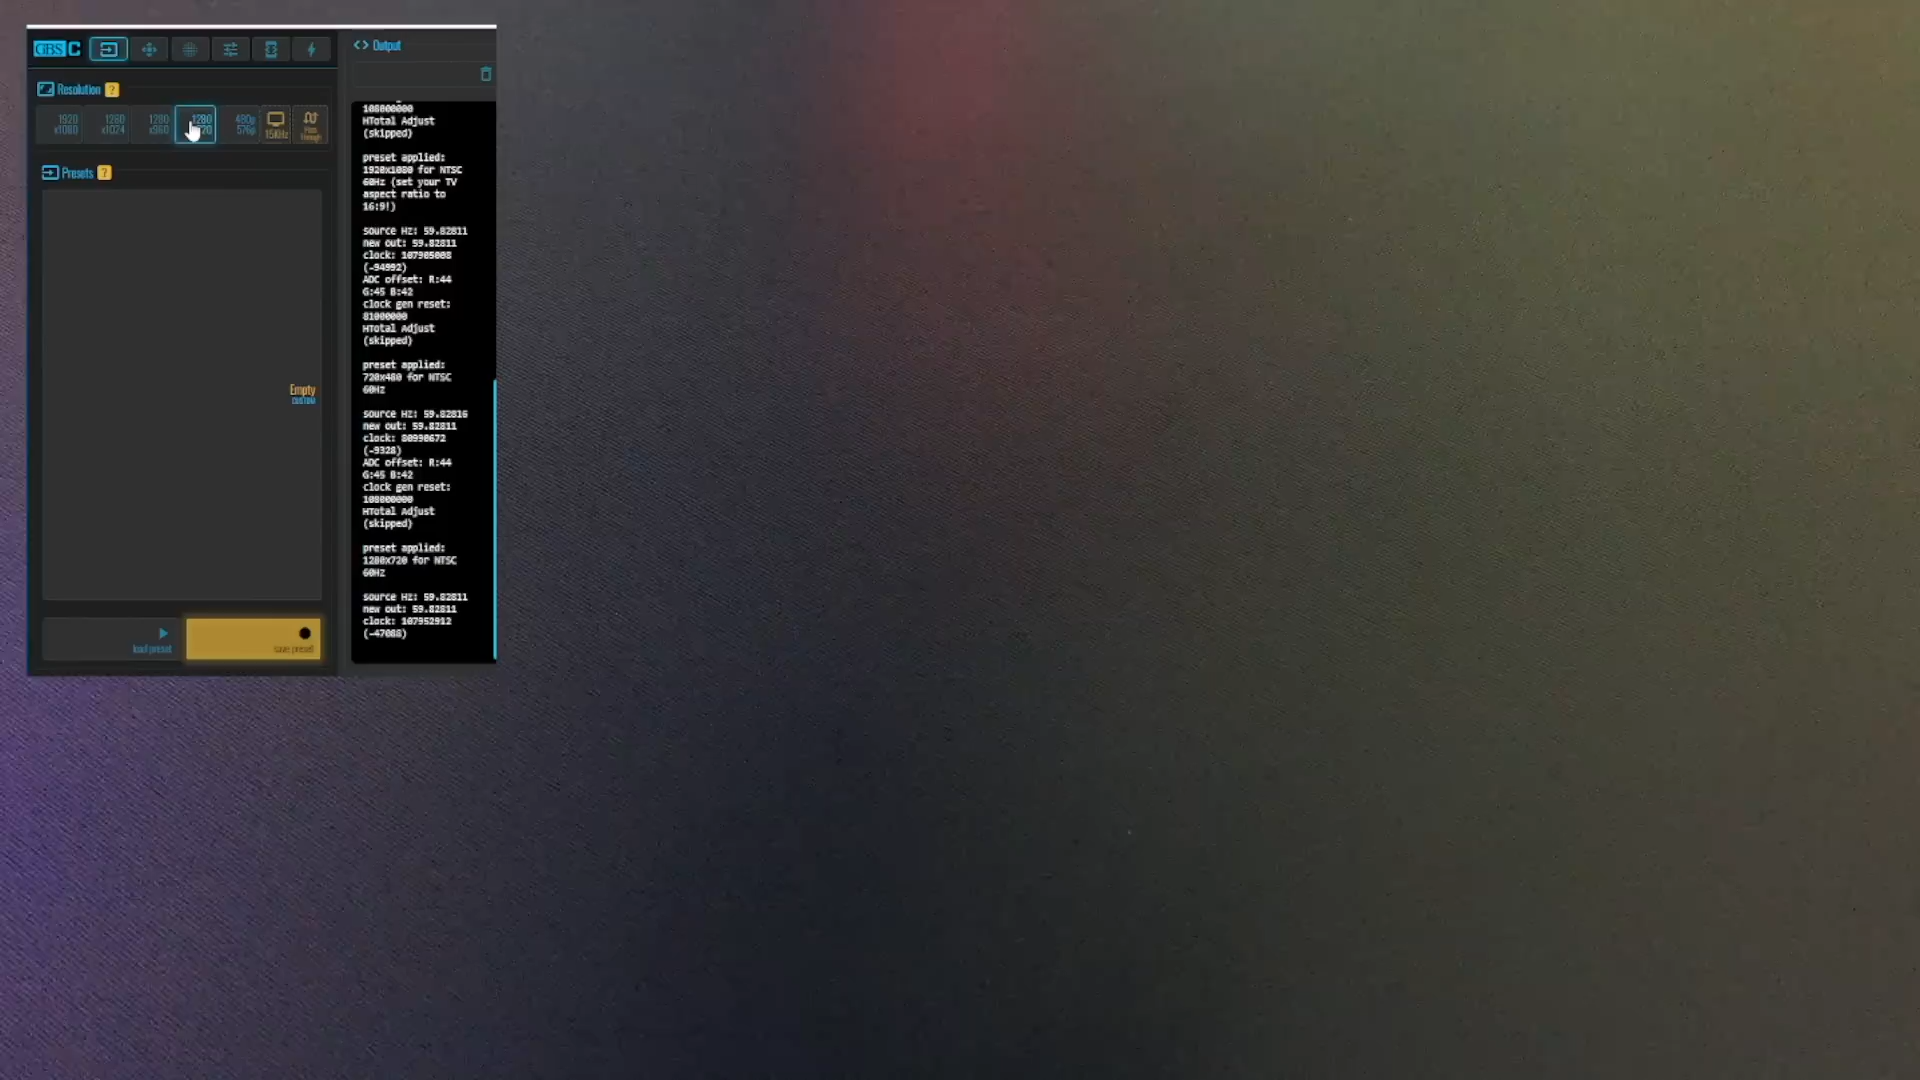 GBS C
Resolution ?
1920
x1080
1280
x1024
1280
x960
1280
720
480p
576p
15KHz
Pass
Through
Presets ?
Empty
CUSTOM
load preset
save preset
<> Output
108000000
HTotal Adjust
(skipped)
preset applied:
1920x1080 for NTSC
60Hz (set your TV
aspect ratio to
16:9!)
source Hz: 59.82811
new out: 59.82811
clock: 107905008
(-94992)
ADC offset: R:44
G:45 B:42
clock gen reset:
81000000
HTotal Adjust
(skipped)
preset applied:
720x480 for NTSC
60Hz
source Hz: 59.82816
new out: 59.82811
clock: 80990672
(-9328)
ADC offset: R:44
G:45 B:42
clock gen reset:
108000000
HTotal Adjust
(skipped)
preset applied:
1280x720 for NTSC
60Hz
source Hz: 59.82811
new out: 59.82811
clock: 107952912
(-47088)